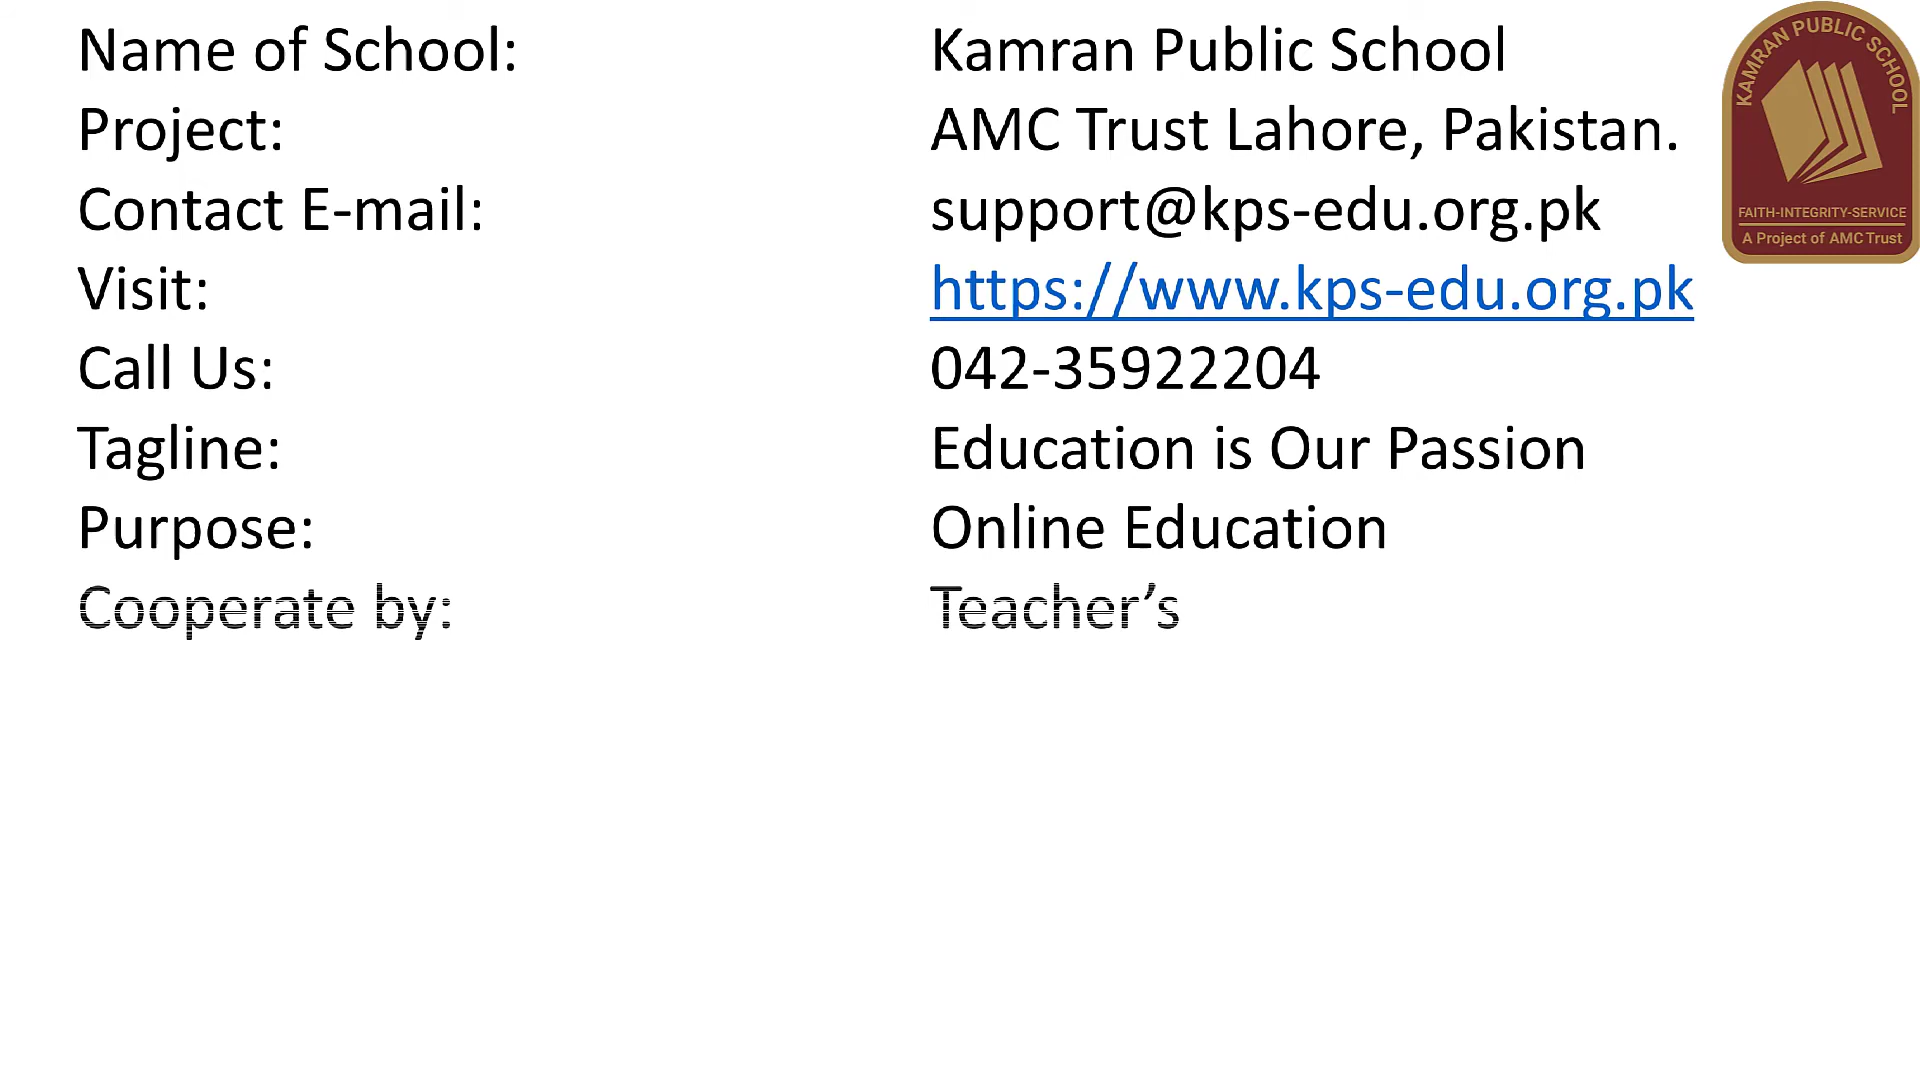 Name of School: Kamran Public School
Project: AMC Trust Lahore, Pakistan.
Contact E-mail: support@kps-edu.org.pk
Visit: https://www.kps-edu.org.pk
Call Us: 042-35922204
Tagline: Education is Our Passion
Purpose: Online Education
Cooperate by: Teacher’s
KAMRAN PUBLIC SCHOOL
FAITH-INTEGRITY-SERVICE
A Project of AMC Trust